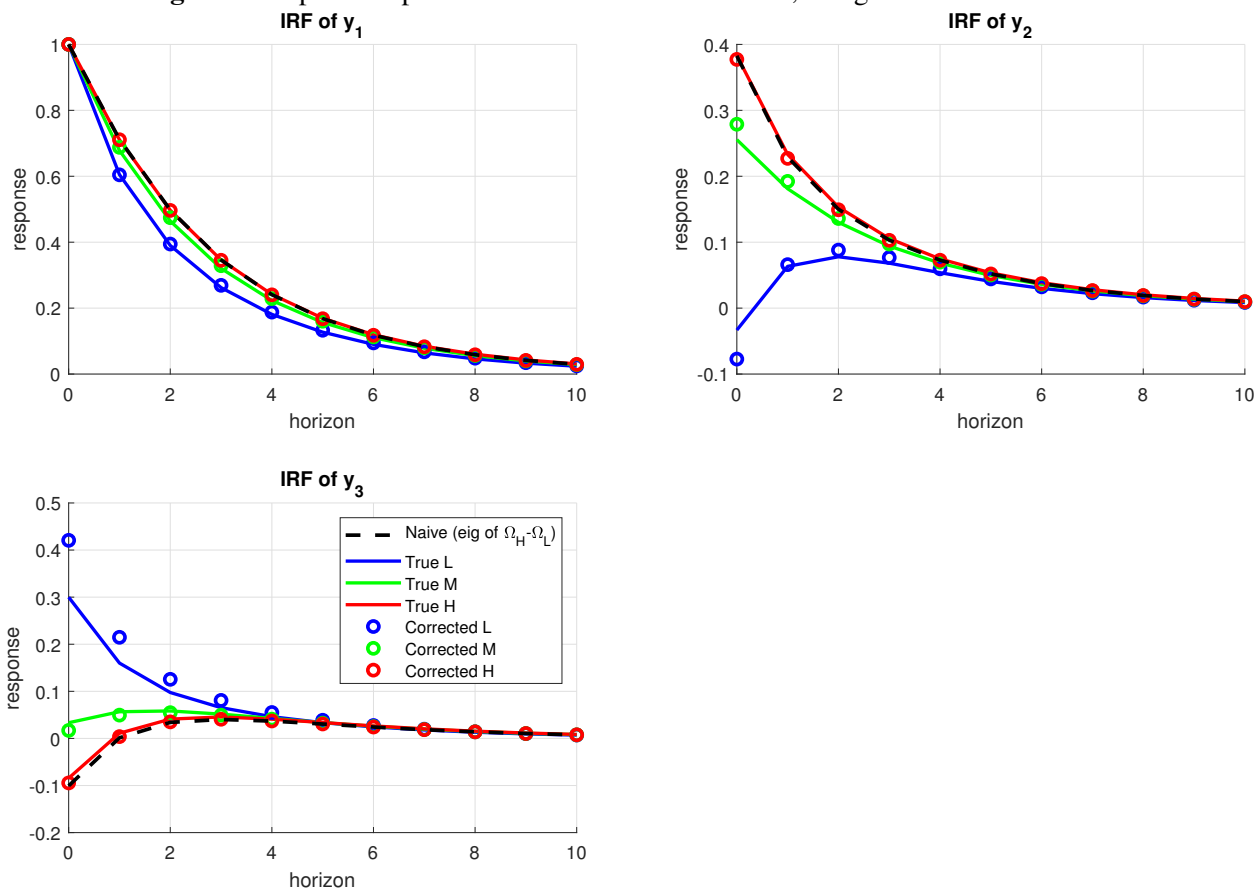 IRF of y1
1
0.8
0.6
0.4
0.2
0
response
0 2 4 6 8 10
horizon
IRF of y2
0.4
0.3
0.2
0.1
0
-0.1
response
0 2 4 6 8 10
horizon
IRF of y3
0.5
0.4
0.3
0.2
0.1
0
-0.1
-0.2
response
0 2 4 6 8 10
horizon
Naive (eig of ΩH-ΩL)
True L
True M
True H
Corrected L
Corrected M
Corrected H